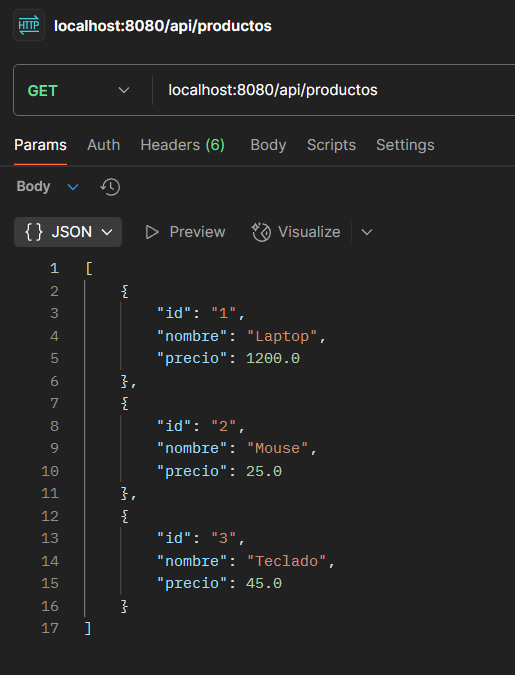 HTTP localhost:8080/api/productos
GET localhost:8080/api/productos
Params Auth Headers (6) Body Scripts Settings
Body
{ } JSON Preview Visualize
1 [
2 {
3 "id": "1",
4 "nombre": "Laptop",
5 "precio": 1200.0
6 },
7 {
8 "id": "2",
9 "nombre": "Mouse",
10 "precio": 25.0
11 },
12 {
13 "id": "3",
14 "nombre": "Teclado",
15 "precio": 45.0
16 }
17 ]